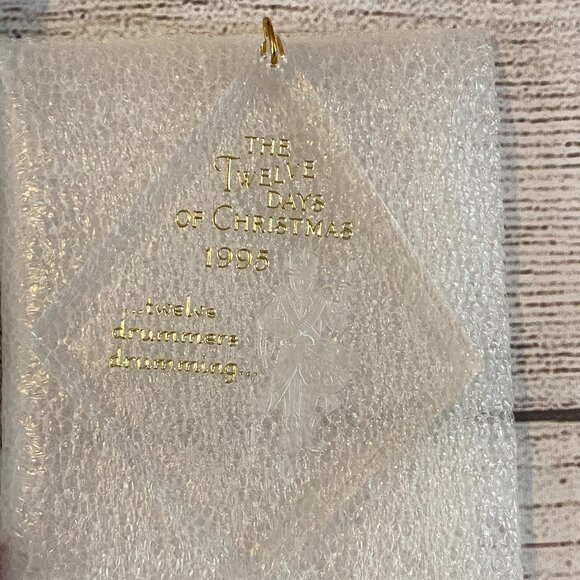 THE
TWELVE
DAYS
OF CHRISTMAS
1995
...twelve
drummers
drumming...